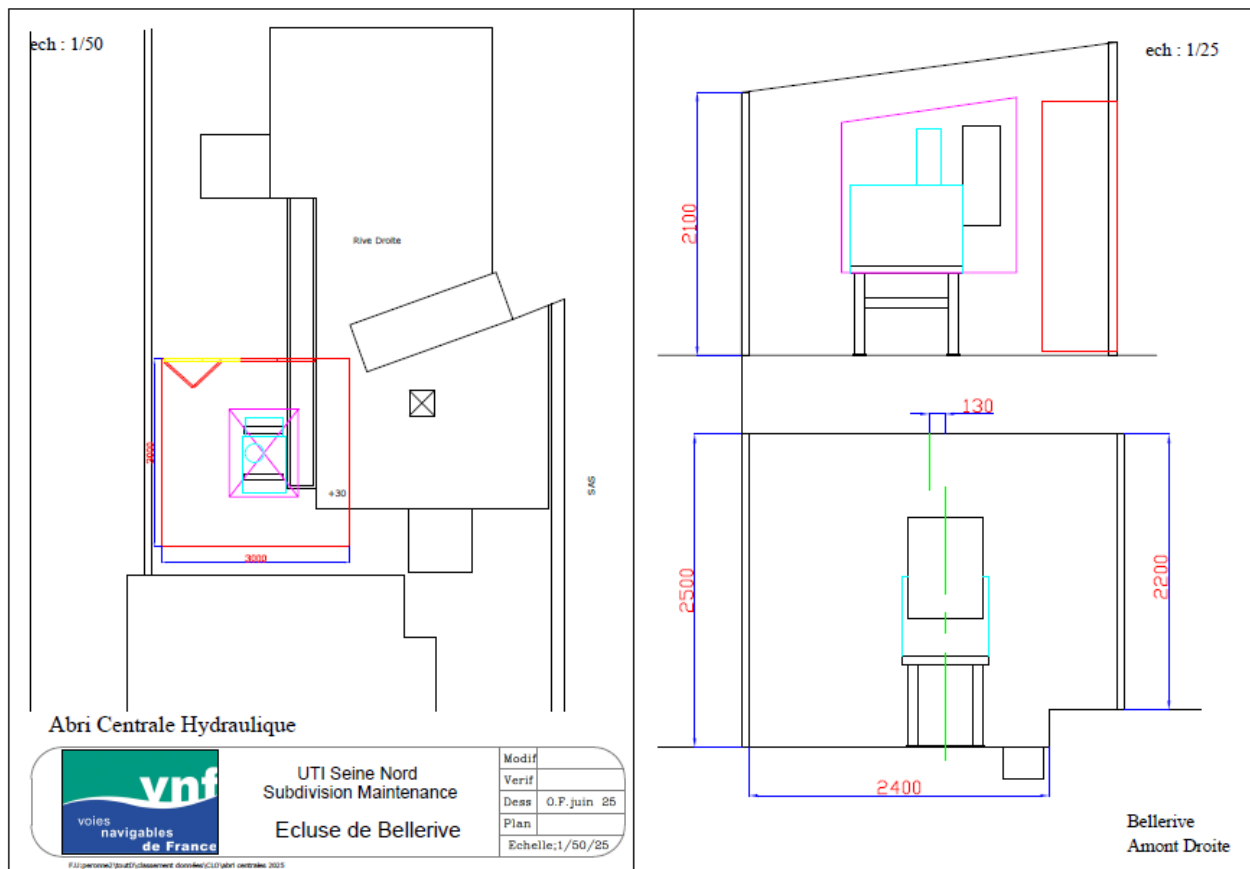 ech : 1/50
Rive Droite
3000
+30
3000
SAS
Abri Centrale Hydraulique
vnf
voies
navigables
de France
UTI Seine Nord
Subdivision Maintenance
Ecluse de Bellerive
Modif
Verif
Dess O.F.juin 25
Plan
Echelle;1/50/25
ech : 1/25
2100
130
2500
2200
2400
Bellerive
Amont Droite